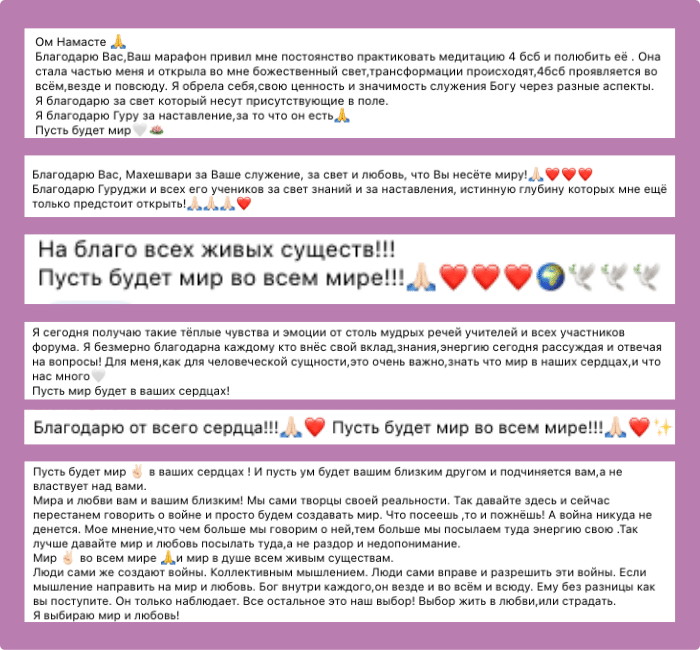 Ом Намасте 🙏
Благодарю Вас,Ваш марафон привил мне постоянство практиковать медитацию 4 бсб и полюбить её . Она
стала частью меня и открыла во мне божественный свет,трансформации происходят,4бсб проявляется во
всём,везде и повсюду. Я обрела себя,свою ценность и значимость служения Богу через разные аспекты.
Я благодарю за свет который несут присутствующие в поле.
Я благодарю Гуру за наставление,за то что он есть🙏
Пусть будет мир🤍🪷
Благодарю Вас, Махешвари за Ваше служение, за свет и любовь, что Вы несёте миру!🙏🏻❤️❤️❤️
Благодарю Гуруджи и всех его учеников за свет знаний и за наставления, истинную глубину которых мне ещё
только предстоит открыть!🙏🏻🙏🏻🙏🏻❤️
На благо всех живых существ!!!
Пусть будет мир во всем мире!!!🙏🏻❤️❤️❤️🌍🕊️🕊️🕊️
Я сегодня получаю такие тёплые чувства и эмоции от столь мудрых речей учителей и всех участников
форума. Я безмерно благодарна каждому кто внёс свой вклад,знания,энергию сегодня рассуждая и отвечая
на вопросы! Для меня,как для человеческой сущности,это очень важно,знать что мир в наших сердцах,и что
нас много🤍
Пусть мир будет в ваших сердцах!
Благодарю от всего сердца!!!🙏🏻❤️ Пусть будет мир во всем мире!!!🙏🏻❤️✨
Пусть будет мир ✌🏻 в ваших сердцах ! И пусть ум будет вашим близким другом и подчиняется вам,а не
властвует над вами.
Мира и любви вам и вашим близким! Мы сами творцы своей реальности. Так давайте здесь и сейчас
перестанем говорить о войне и просто будем создавать мир. Что посеешь ,то и пожнёшь! А война никуда не
денется. Мое мнение,что чем больше мы говорим о ней,тем больше мы посылаем туда энергию свою .Так
лучше давайте мир и любовь посылать туда,а не раздор и недопонимание.
Мир ✌🏻 во всем мире 🙏и мир в душе всем живым существам.
Люди сами же создают войны. Коллективным мышлением. Люди сами вправе и разрешить эти войны. Если
мышление направить на мир и любовь. Бог внутри каждого,он везде и во всём и всюду. Ему без разницы как
вы поступите. Он только наблюдает. Все остальное это наш выбор! Выбор жить в любви,или страдать.
Я выбираю мир и любовь!